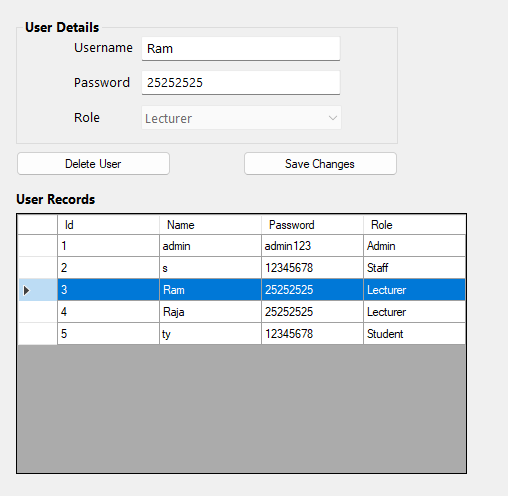 User Details
Username Ram
Password 25252525
Role Lecturer
Delete User Save Changes
User Records
Id Name Password Role
1 admin admin123 Admin
2 s 12345678 Staff
3 Ram 25252525 Lecturer
4 Raja 25252525 Lecturer
5 ty 12345678 Student